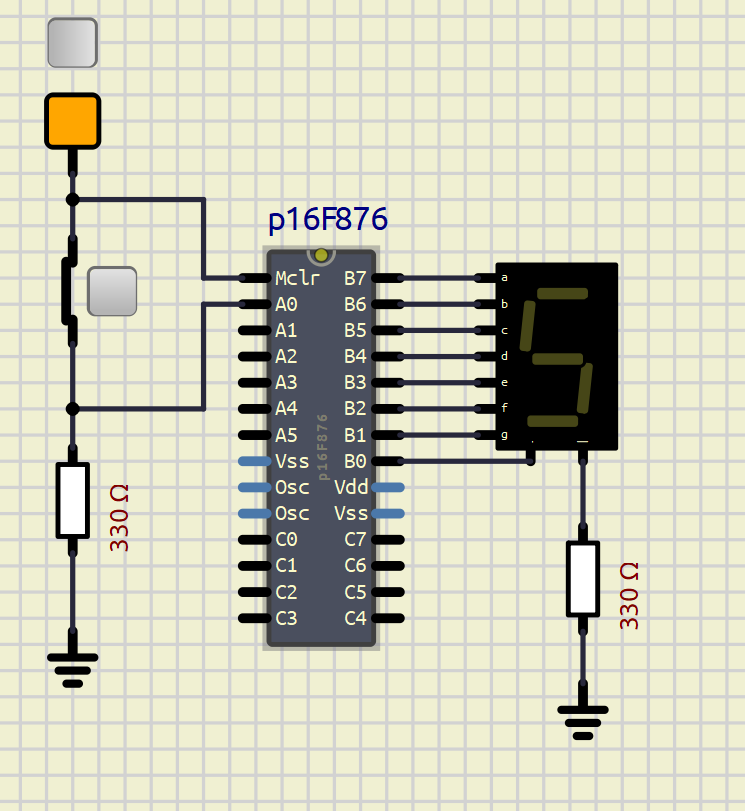 p16F876
Mclr B7
A0 B6
A1 B5
A2 B4
A3 B3
A4 B2
A5 B1
Vss B0
Osc Vdd
Osc Vss
C0 C7
C1 C6
C2 C5
C3 C4
p16F876
a
b
c
d
e
f
g
.
330 Ω
330 Ω